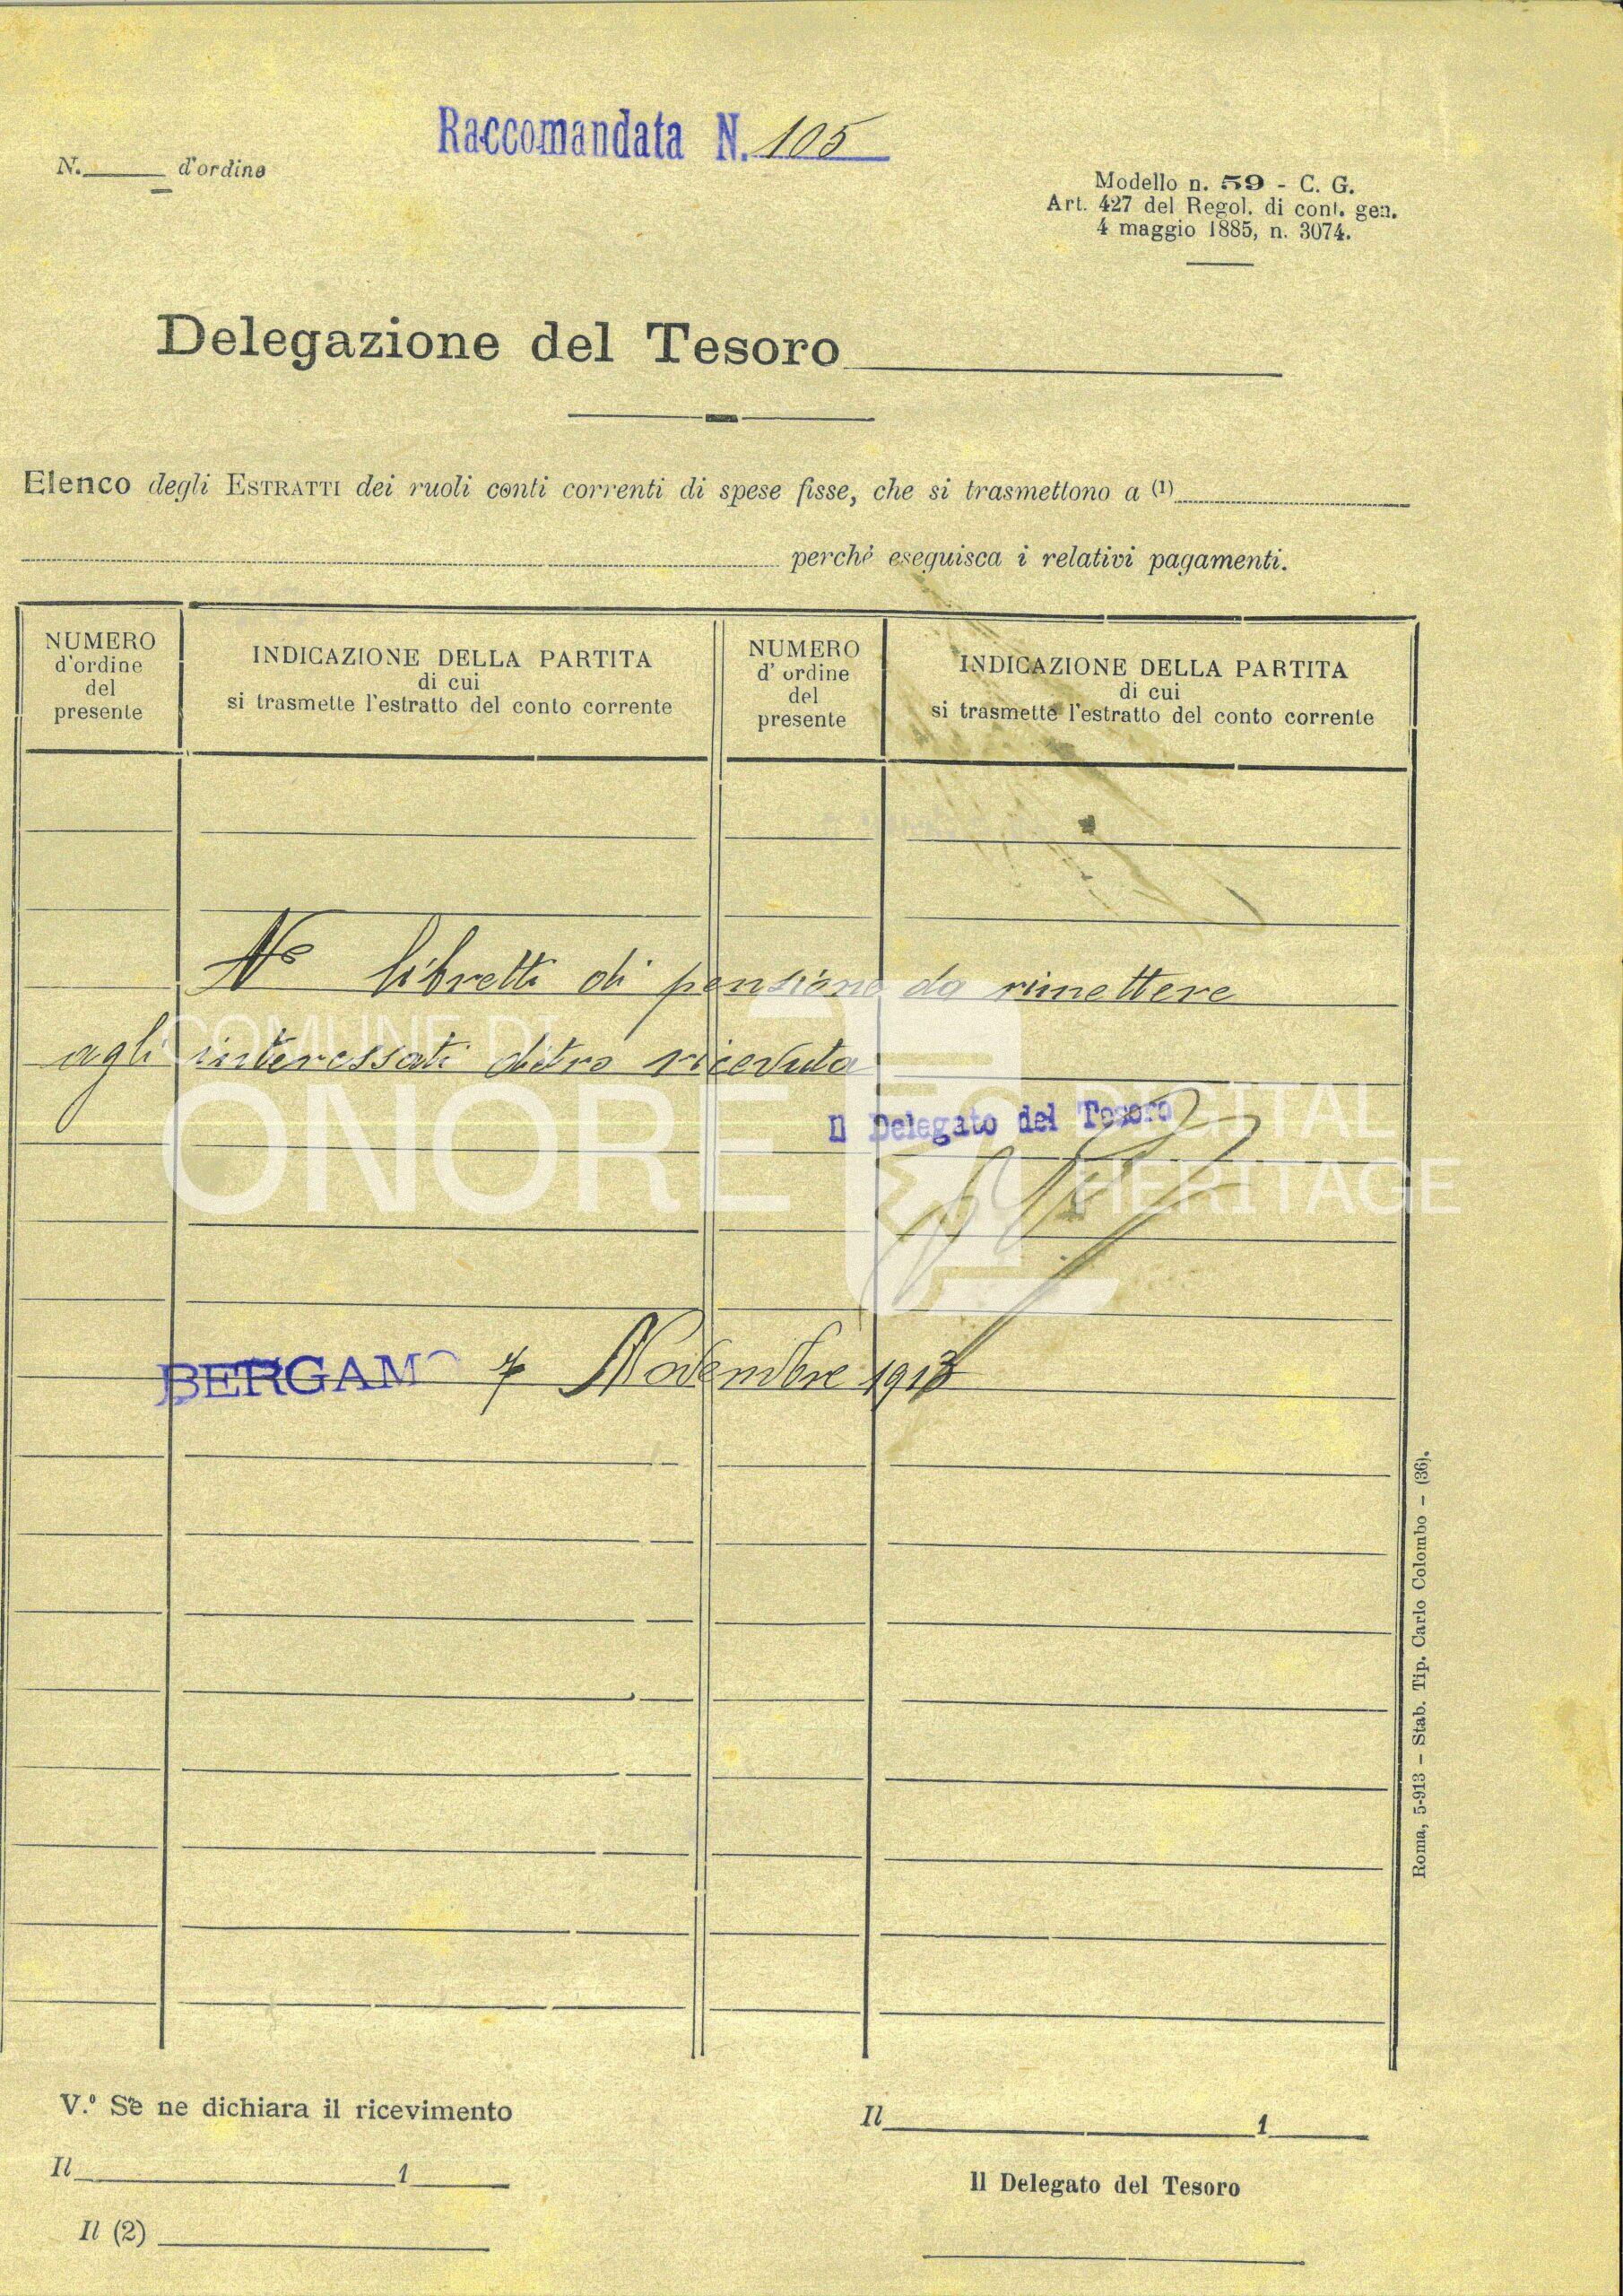 Raccomandata N. 105
N. d'ordine
Modello n. 59 - C. G.
Art. 427 del Regol. di cont. gen.
4 maggio 1885, n. 3074.
Delegazione del Tesoro
Elenco degli ESTRATTI dei ruoli conti correnti di spese fisse, che si trasmettono a (1)
perchè eseguisca i relativi pagamenti.
NUMERO
d'ordine
del
presente
INDICAZIONE DELLA PARTITA
di cui
si trasmette l'estratto del conto corrente
NUMERO
d'ordine
del
presente
INDICAZIONE DELLA PARTITA
di cui
si trasmette l'estratto del conto corrente
No libretti di pensione da rimettere
agli interessati dietro ricevuta
COMUNE DI
ONORE
DIGITAL
HERITAGE
Il Delegato del Tesoro
BERGAMO 7 Novembre 1913
Roma, 5-913 - Stab. Tip. Carlo Colombo - (36).
V.° Se ne dichiara il ricevimento
Il 1
Il (2)
Il 1
Il Delegato del Tesoro